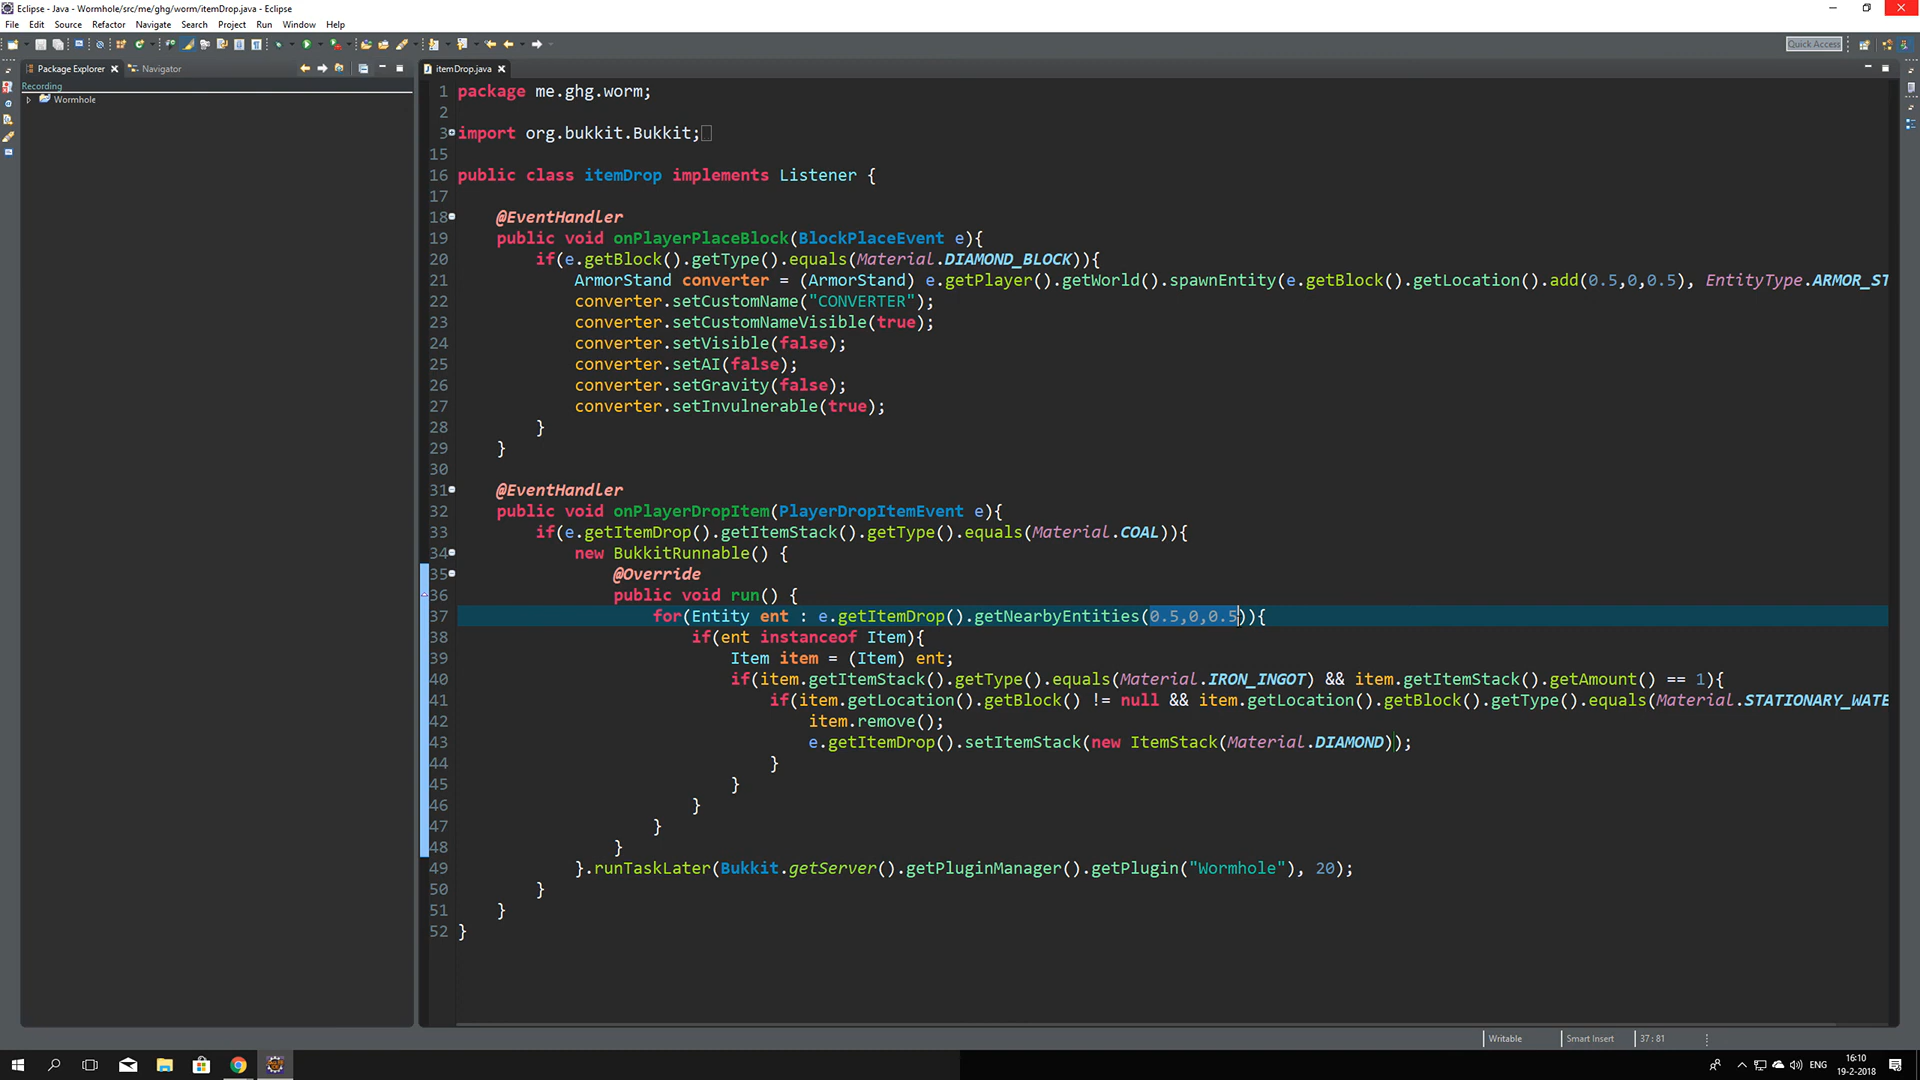 Eclipse - Java - Wormhole/src/me/ghg/worm/itemDrop.java - Eclipse
File Edit Source Refactor Navigate Search Project Run Window Help
Quick Access
Package Explorer Navigator
itemDrop.java
Recording
Wormhole
1 package me.ghg.worm;
2
3 import org.bukkit.Bukkit;
15
16 public class itemDrop implements Listener {
17
18 @EventHandler
19 public void onPlayerPlaceBlock(BlockPlaceEvent e){
20 if(e.getBlock().getType().equals(Material.DIAMOND_BLOCK)){
21 ArmorStand converter = (ArmorStand) e.getPlayer().getWorld().spawnEntity(e.getBlock().getLocation().add(0.5,0,0.5), EntityType.ARMOR_ST
22 converter.setCustomName("CONVERTER");
23 converter.setCustomNameVisible(true);
24 converter.setVisible(false);
25 converter.setAI(false);
26 converter.setGravity(false);
27 converter.setInvulnerable(true);
28 }
29 }
30
31 @EventHandler
32 public void onPlayerDropItem(PlayerDropItemEvent e){
33 if(e.getItemDrop().getItemStack().getType().equals(Material.COAL)){
34 new BukkitRunnable() {
35 @Override
36 public void run() {
37 for(Entity ent : e.getItemDrop().getNearbyEntities(0.5,0,0.5)){
38 if(ent instanceof Item){
39 Item item = (Item) ent;
40 if(item.getItemStack().getType().equals(Material.IRON_INGOT) && item.getItemStack().getAmount() == 1){
41 if(item.getLocation().getBlock() != null && item.getLocation().getBlock().getType().equals(Material.STATIONARY_WATE
42 item.remove();
43 e.getItemDrop().setItemStack(new ItemStack(Material.DIAMOND));
44 }
45 }
46 }
47 }
48 }
49 }.runTaskLater(Bukkit.getServer().getPluginManager().getPlugin("Wormhole"), 20);
50 }
51 }
52 }
Writable Smart Insert 37 : 81
ENG
16:10
19-2-2018